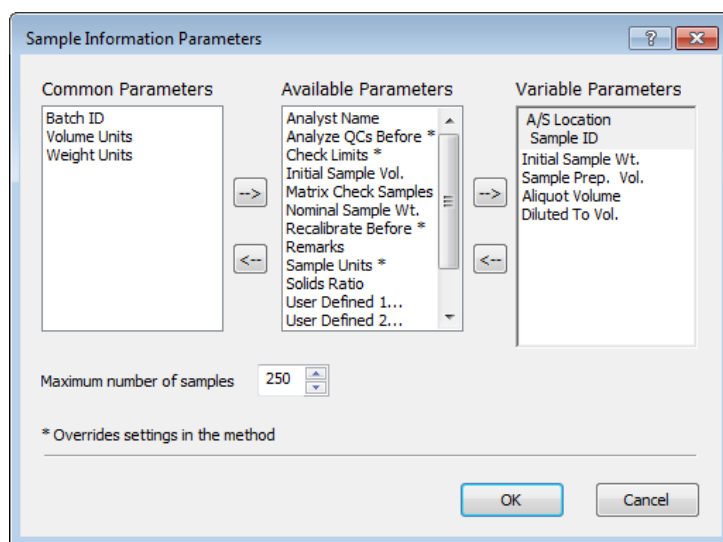 Sample Information Parameters
Common Parameters
Batch ID
Volume Units
Weight Units
-->
<--
Available Parameters
Analyst Name
Analyze QCs Before *
Check Limits *
Initial Sample Vol.
Matrix Check Samples
Nominal Sample Wt.
Recalibrate Before *
Remarks
Sample Units *
Solids Ratio
User Defined 1...
User Defined 2...
-->
<--
Variable Parameters
A/S Location
Sample ID
Initial Sample Wt.
Sample Prep. Vol.
Aliquot Volume
Diluted To Vol.
Maximum number of samples 250
* Overrides settings in the method
OK Cancel